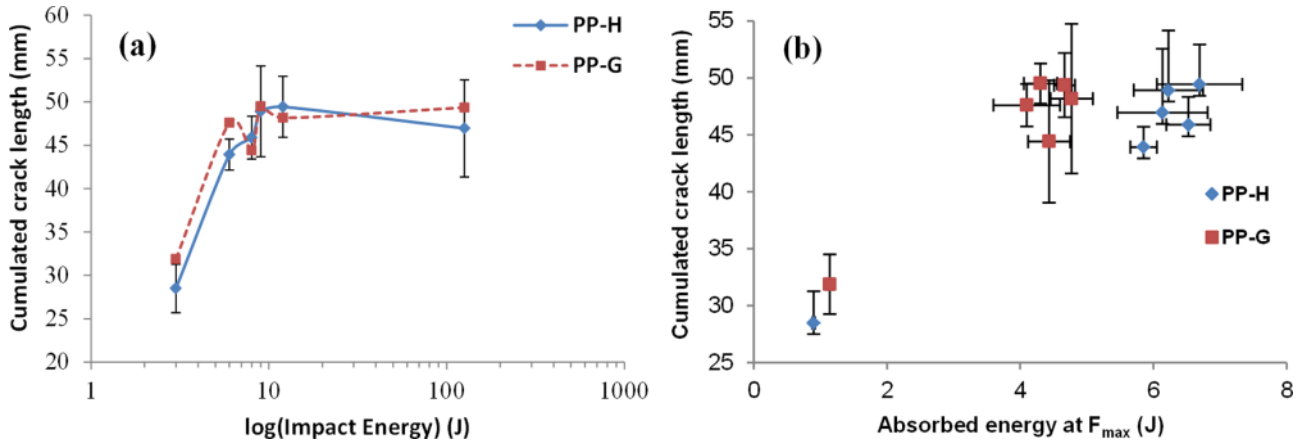 (a)
PP-H
PP-G
Cumulated crack length (mm)
60
55
50
45
40
35
30
25
20
1 10 100 1000
log(Impact Energy) (J)
(b)
Cumulated crack length (mm)
55
50
45
40
35
30
25
PP-H
PP-G
0 2 4 6 8
Absorbed energy at Fmax (J)